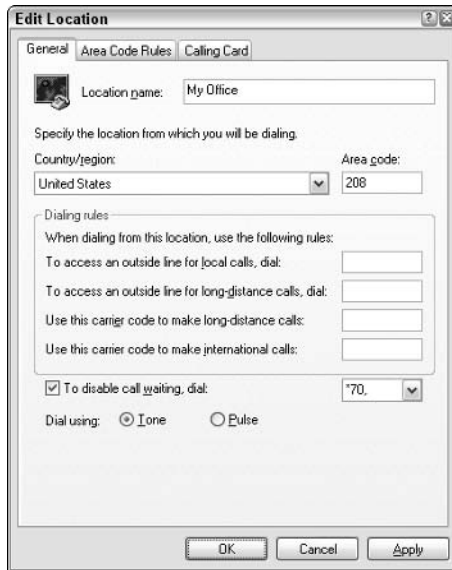 Edit Location
General Area Code Rules Calling Card
Location name: My Office
Specify the location from which you will be dialing.
Country/region: Area code:
United States 208
Dialing rules
When dialing from this location, use the following rules:
To access an outside line for local calls, dial:
To access an outside line for long-distance calls, dial:
Use this carrier code to make long-distance calls:
Use this carrier code to make international calls:
To disable call waiting, dial: *70,
Dial using: Tone Pulse
OK Cancel Apply